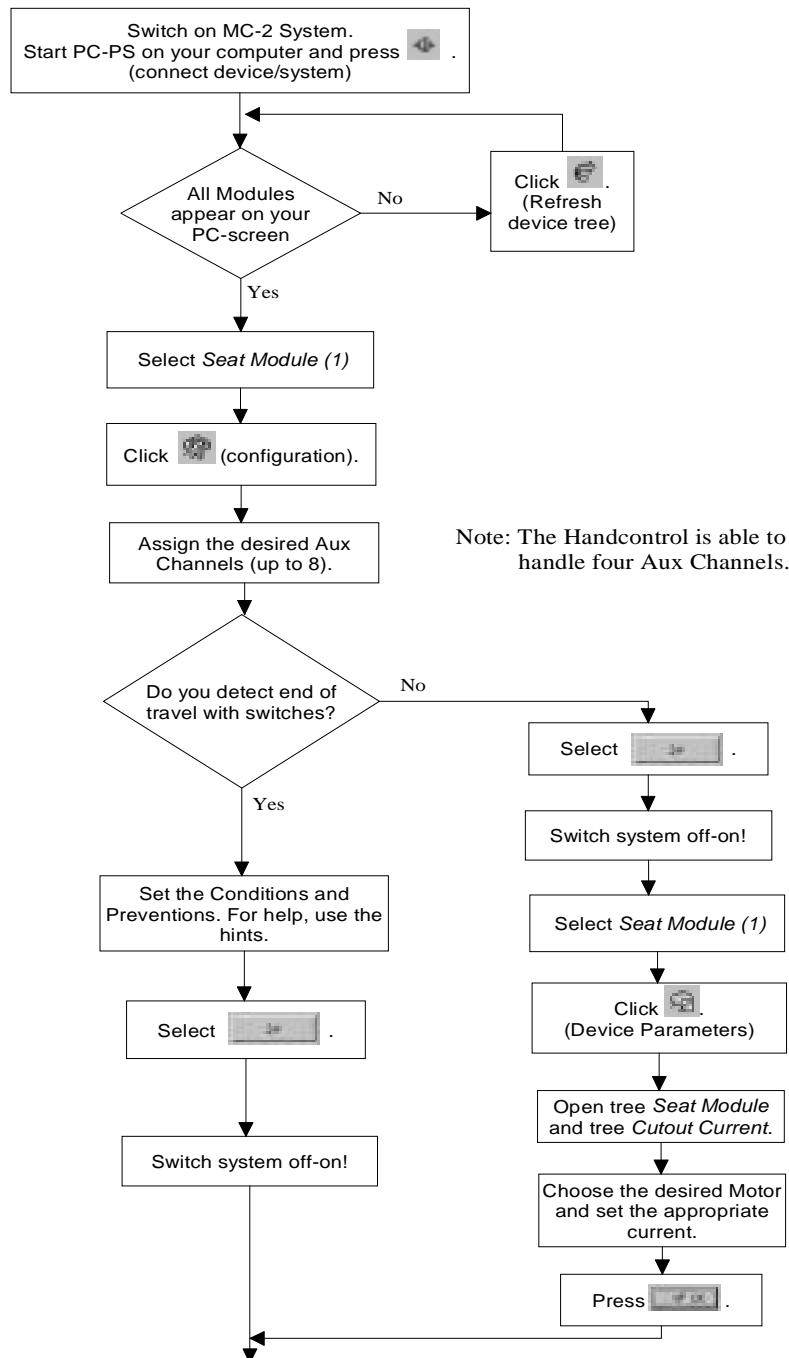 Switch on MC-2 System.
Start PC-PS on your computer and press .
(connect device/system)
All Modules
appear on your
PC-screen
No
Click .
(Refresh
device tree)
Yes
Select Seat Module (1)
Click (configuration).
Assign the desired Aux
Channels (up to 8).
Note: The Handcontrol is able to
handle four Aux Channels.
Do you detect end of
travel with switches?
No
Select .
Switch system off-on!
Select Seat Module (1)
Click .
(Device Parameters)
Open tree Seat Module
and tree Cutout Current.
Choose the desired Motor
and set the appropriate
current.
Press .
Yes
Set the Conditions and
Preventions. For help, use the
hints.
Select .
Switch system off-on!